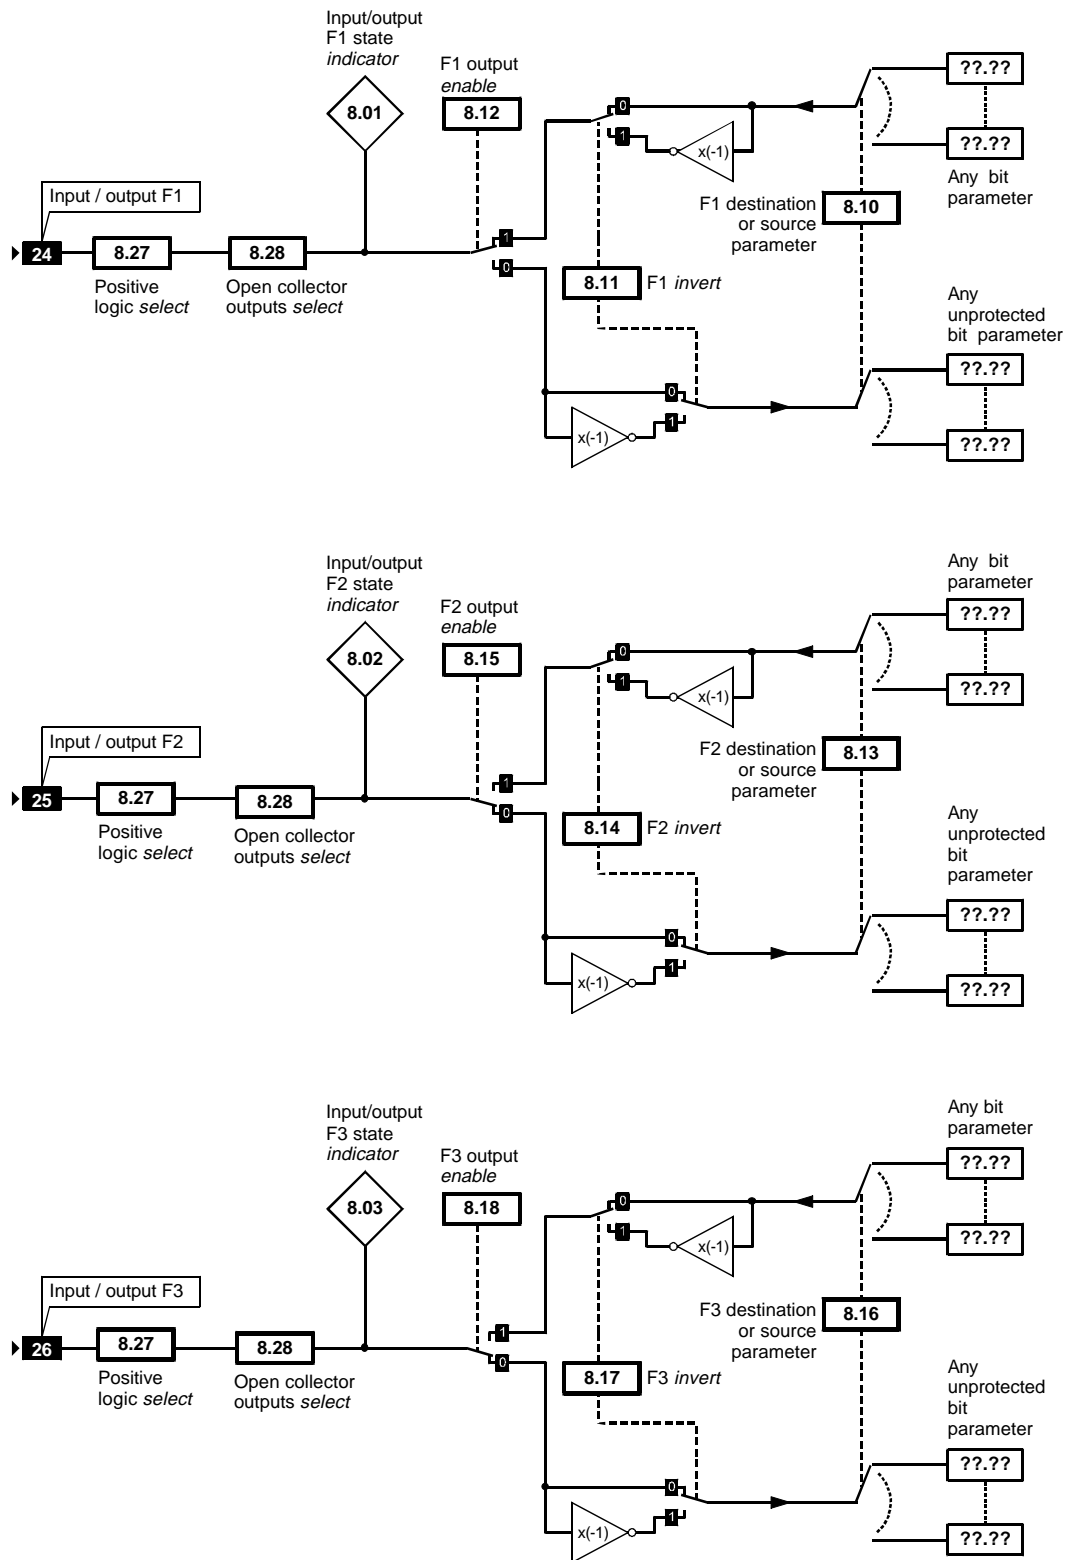 Input/output
F1 state
indicator
F1 output
enable
8.01
8.12
0
1
x(-1)
??.??
??.??
Any bit
parameter
Input / output F1
F1 destination
or source
parameter
8.10
24
8.27
8.28
1
0
Positive
logic select
Open collector
outputs select
8.11
F1 invert
Any
unprotected
bit parameter
0
1
x(-1)
??.??
??.??
Input/output
F2 state
indicator
F2 output
enable
8.02
8.15
0
1
x(-1)
Any bit
parameter
??.??
??.??
Input / output F2
F2 destination
or source
parameter
8.13
25
8.27
8.28
1
0
Positive
logic select
Open collector
outputs select
8.14
F2 invert
Any
unprotected
bit
parameter
0
1
x(-1)
??.??
??.??
Input/output
F3 state
indicator
F3 output
enable
8.03
8.18
0
1
x(-1)
Any bit
parameter
??.??
??.??
Input / output F3
F3 destination
or source
parameter
8.16
26
8.27
8.28
1
0
Positive
logic select
Open collector
outputs select
8.17
F3 invert
Any
unprotected
bit
parameter
0
1
x(-1)
??.??
??.??